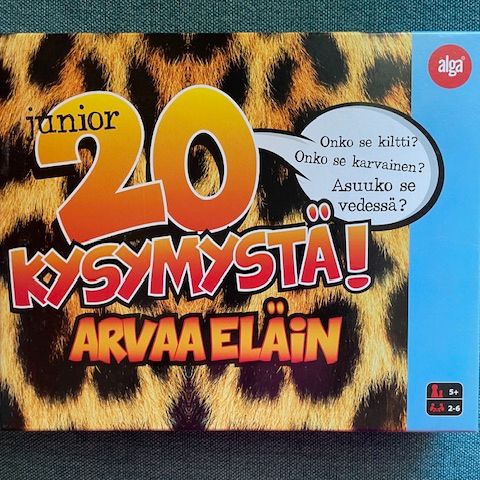 alga
junior
20
KYSYMYSTÄ!
ARVAA ELÄIN
Onko se kiltti?
Onko se karvainen?
Asuuko se
vedessä?
5+
2-6